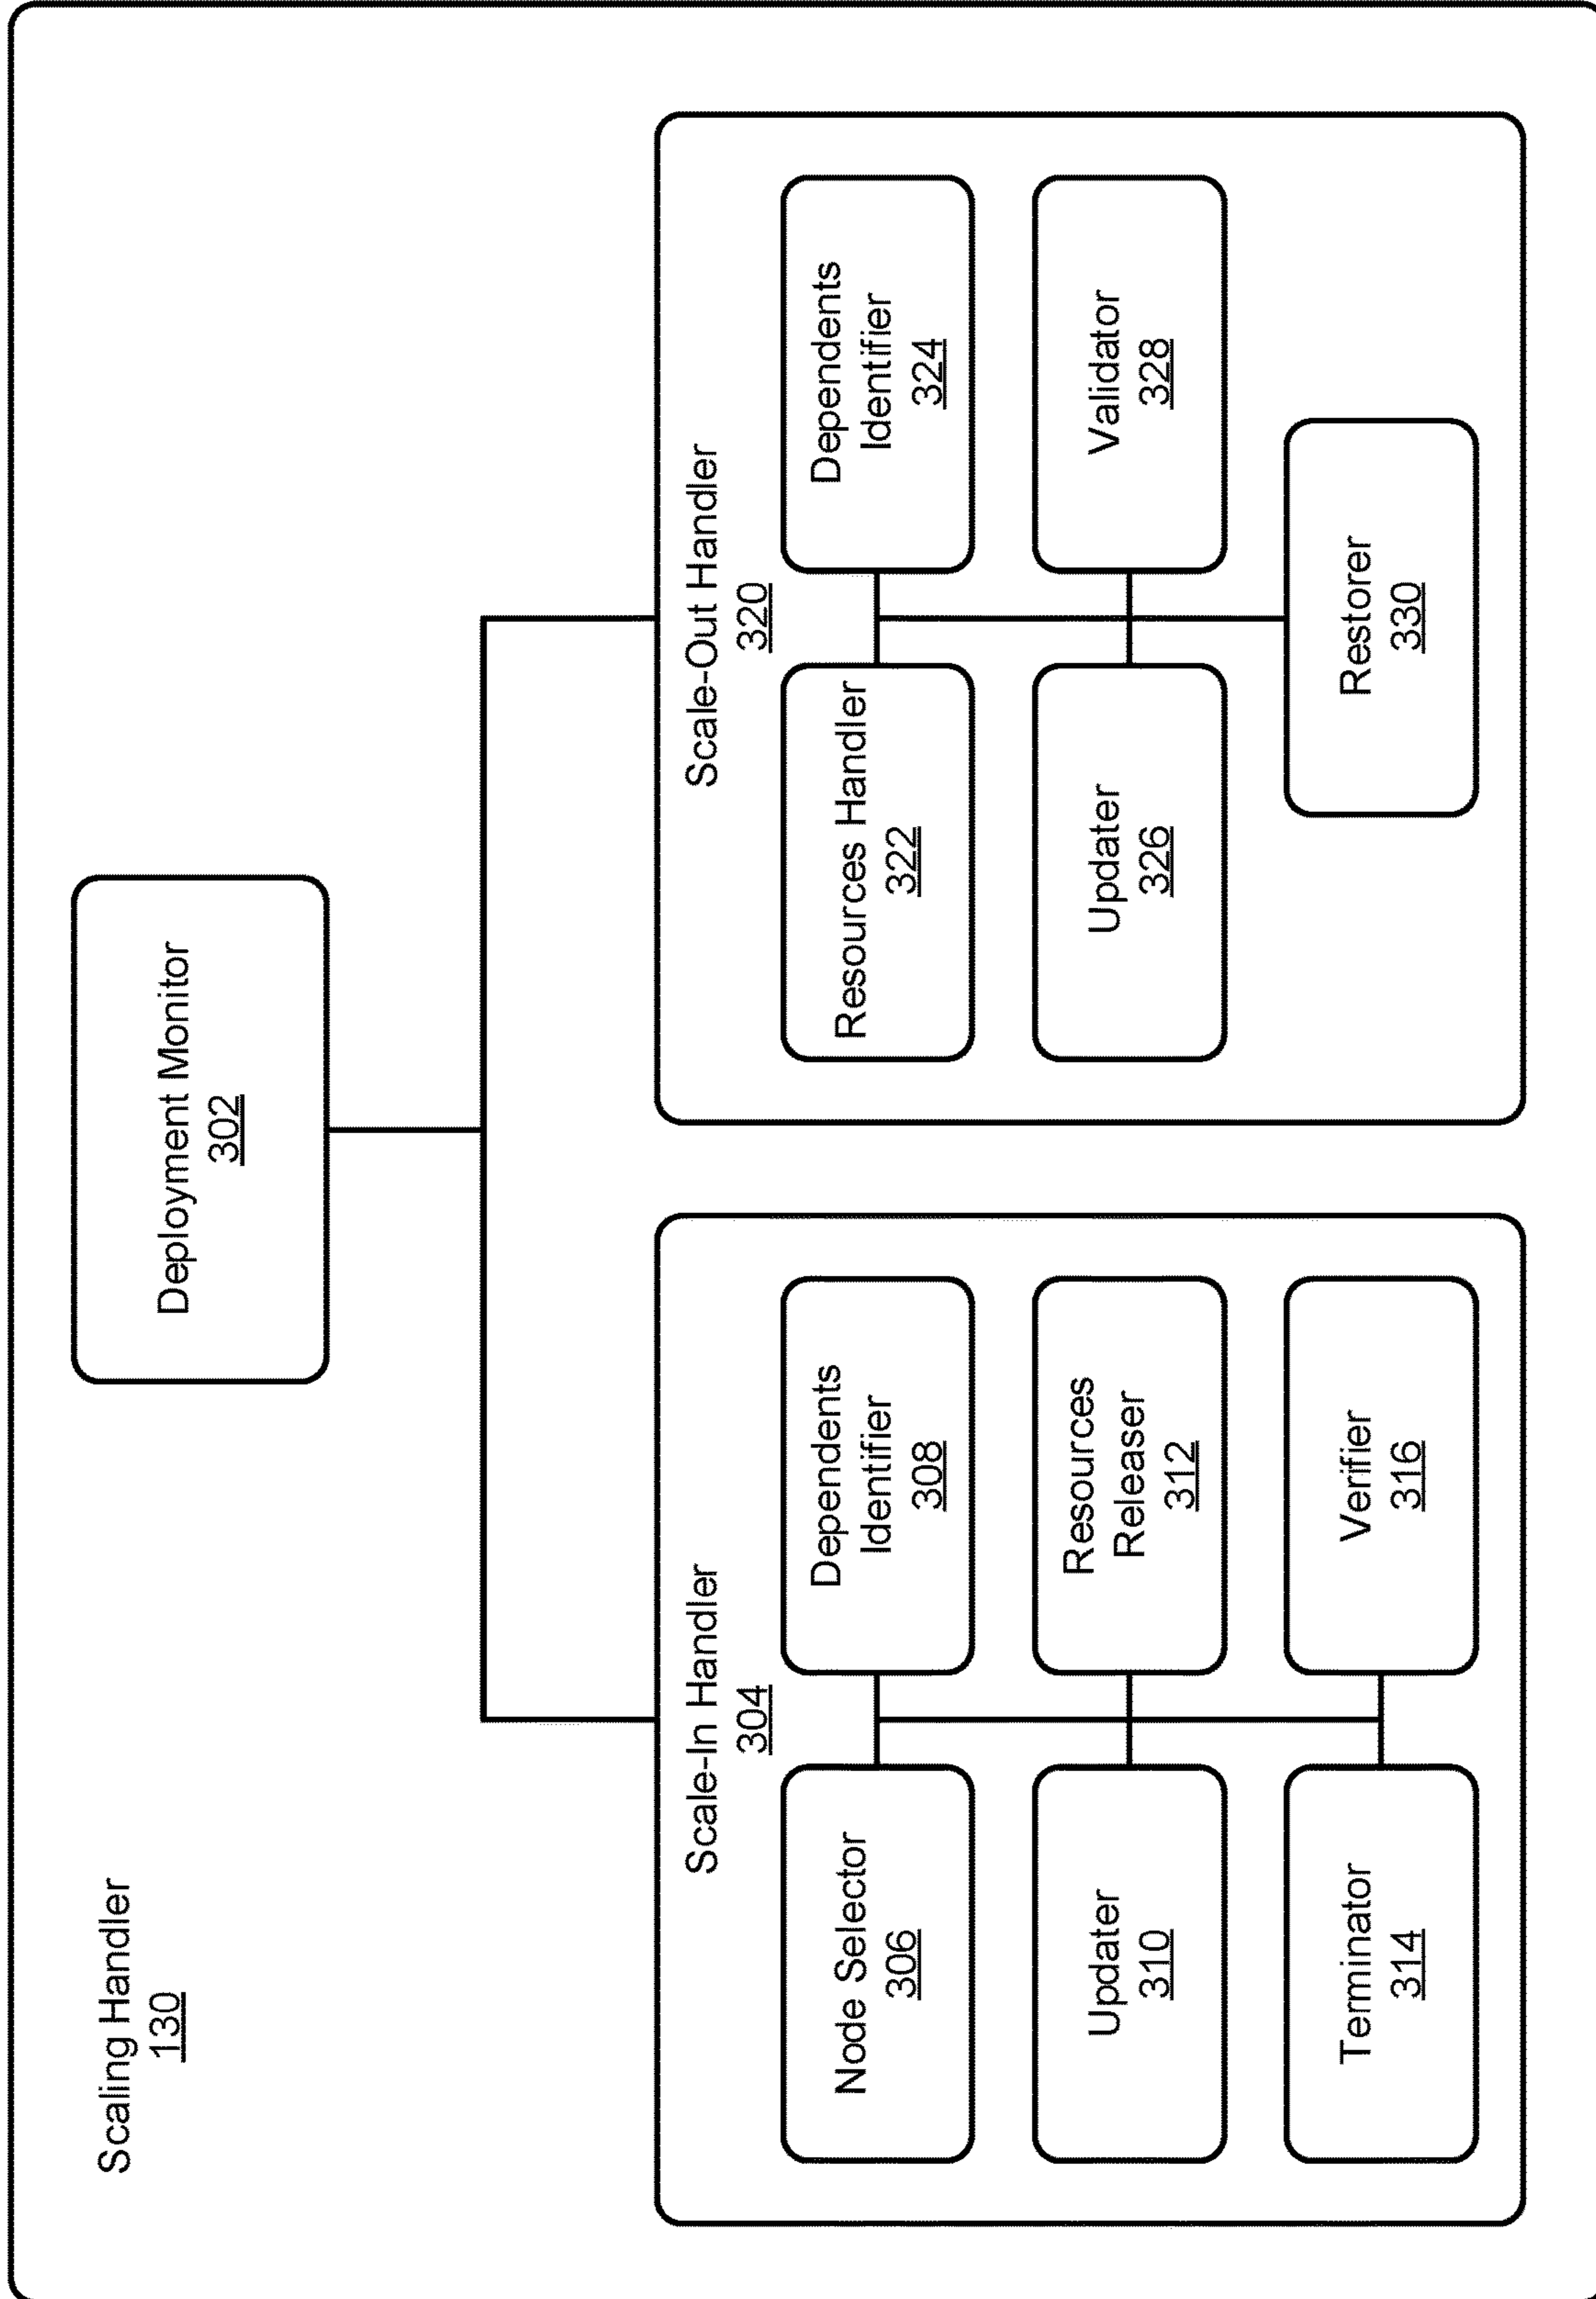 Scaling Handler
130
Deployment Monitor
302
Scale-In Handler
304
Node Selector
306
Dependents
Identifier
308
Updater
310
Resources
Releaser
312
Terminator
314
Verifier
316
Scale-Out Handler
320
Resources Handler
322
Dependents
Identifier
324
Updater
326
Validator
328
Restorer
330